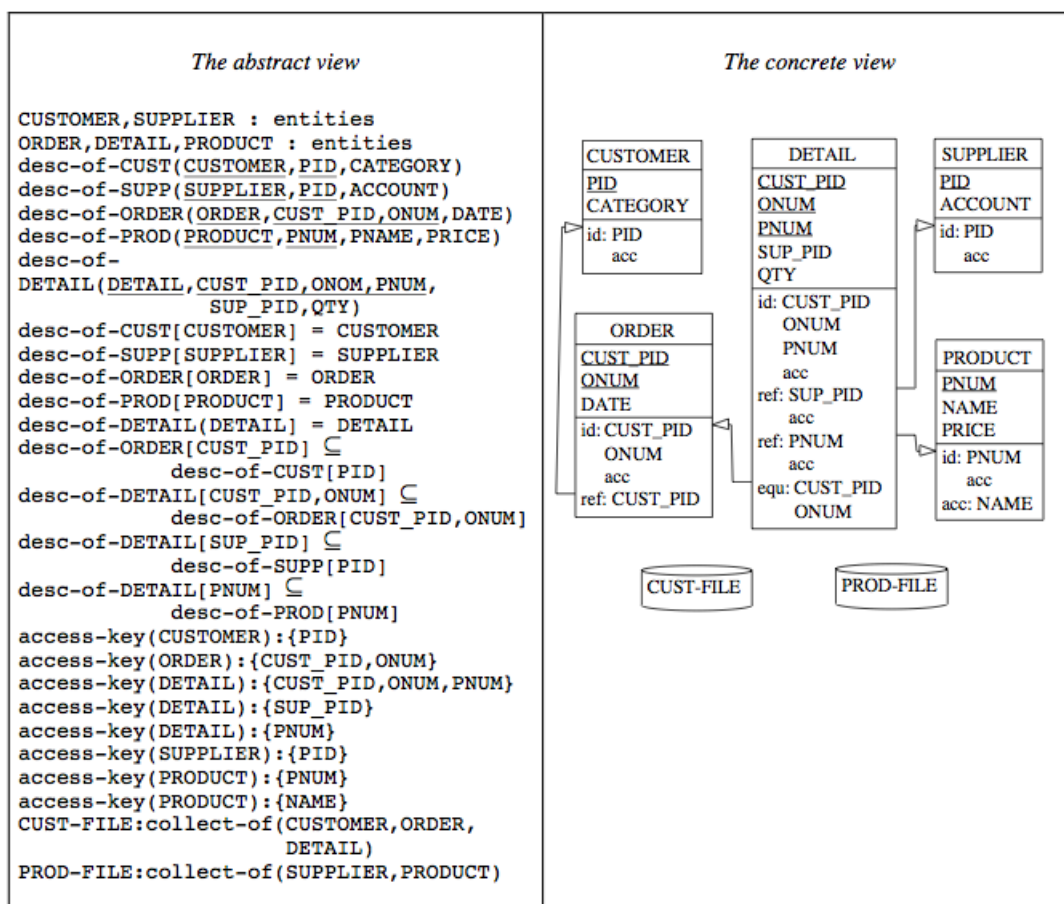 The abstract view
CUSTOMER,SUPPLIER : entities
ORDER,DETAIL,PRODUCT : entities
desc-of-CUST(CUSTOMER,PID,CATEGORY)
desc-of-SUPP(SUPPLIER,PID,ACCOUNT)
desc-of-ORDER(ORDER,CUST_PID,ONUM,DATE)
desc-of-PROD(PRODUCT,PNUM,PNAME,PRICE)
desc-of-
DETAIL(DETAIL,CUST_PID,ONOM,PNUM,
SUP_PID,QTY)
desc-of-CUST[CUSTOMER] = CUSTOMER
desc-of-SUPP[SUPPLIER] = SUPPLIER
desc-of-ORDER[ORDER] = ORDER
desc-of-PROD[PRODUCT] = PRODUCT
desc-of-DETAIL(DETAIL] = DETAIL
desc-of-ORDER[CUST_PID] ⊆
desc-of-CUST[PID]
desc-of-DETAIL[CUST_PID,ONUM] ⊆
desc-of-ORDER[CUST_PID,ONUM]
desc-of-DETAIL[SUP_PID] ⊆
desc-of-SUPP[PID]
desc-of-DETAIL[PNUM] ⊆
desc-of-PROD[PNUM]
access-key(CUSTOMER):{PID}
access-key(ORDER):{CUST_PID,ONUM}
access-key(DETAIL):{CUST_PID,ONUM,PNUM}
access-key(DETAIL):{SUP_PID}
access-key(DETAIL):{PNUM}
access-key(SUPPLIER):{PID}
access-key(PRODUCT):{PNUM}
access-key(PRODUCT):{NAME}
CUST-FILE:collect-of(CUSTOMER,ORDER,
DETAIL)
PROD-FILE:collect-of(SUPPLIER,PRODUCT)
The concrete view
CUSTOMER
PID
CATEGORY
id: PID
acc
ORDER
CUST_PID
ONUM
DATE
id: CUST_PID
ONUM
acc
ref: CUST_PID
DETAIL
CUST_PID
ONUM
PNUM
SUP_PID
QTY
id: CUST_PID
ONUM
PNUM
acc
ref: SUP_PID
acc
ref: PNUM
acc
equ: CUST_PID
ONUM
SUPPLIER
PID
ACCOUNT
id: PID
acc
PRODUCT
PNUM
NAME
PRICE
id: PNUM
acc
acc: NAME
CUST-FILE
PROD-FILE